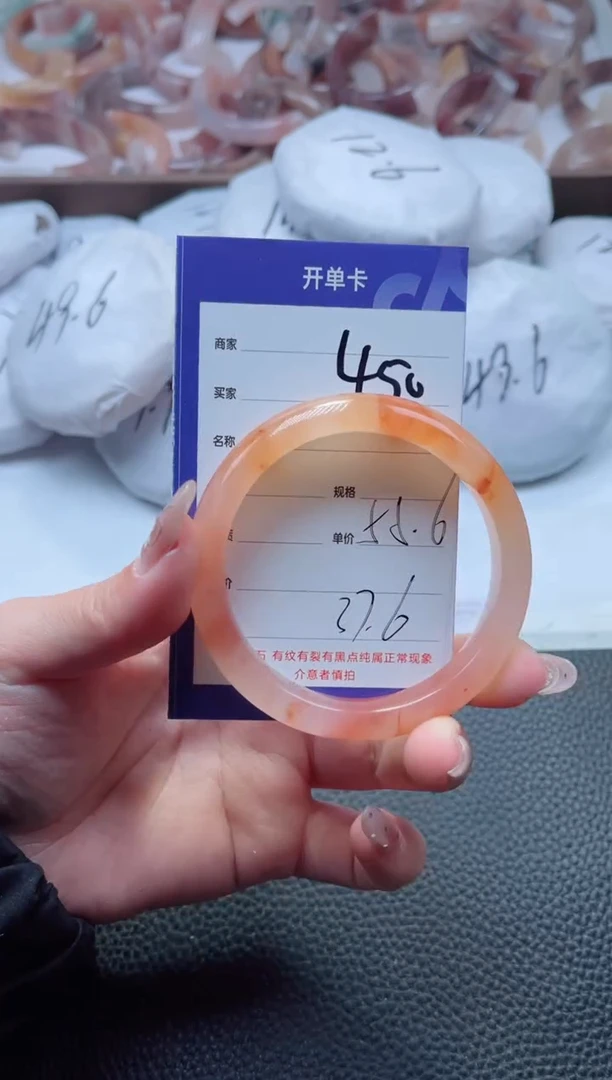 12.6
49.6
43.6
开单卡
商家
450
买家
名称
规格
单价 55.6
价
37.6
石 有纹有裂有黑点纯属正常现象
介意者慎拍